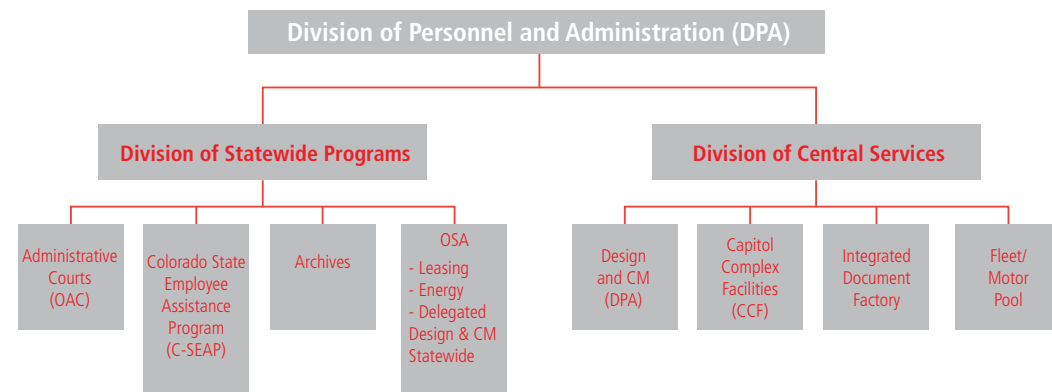 Division of Personnel and Administration (DPA)
Division of Statewide Programs
Division of Central Services
Administrative
Courts
(OAC)
Colorado State
Employee
Assistance
Program
(C-SEAP)
Archives
OSA
- Leasing
- Energy
- Delegated
Design & CM
Statewide
Design
and CM
(DPA)
Capitol
Complex
Facilities
(CCF)
Integrated
Document
Factory
Fleet/
Motor
Pool